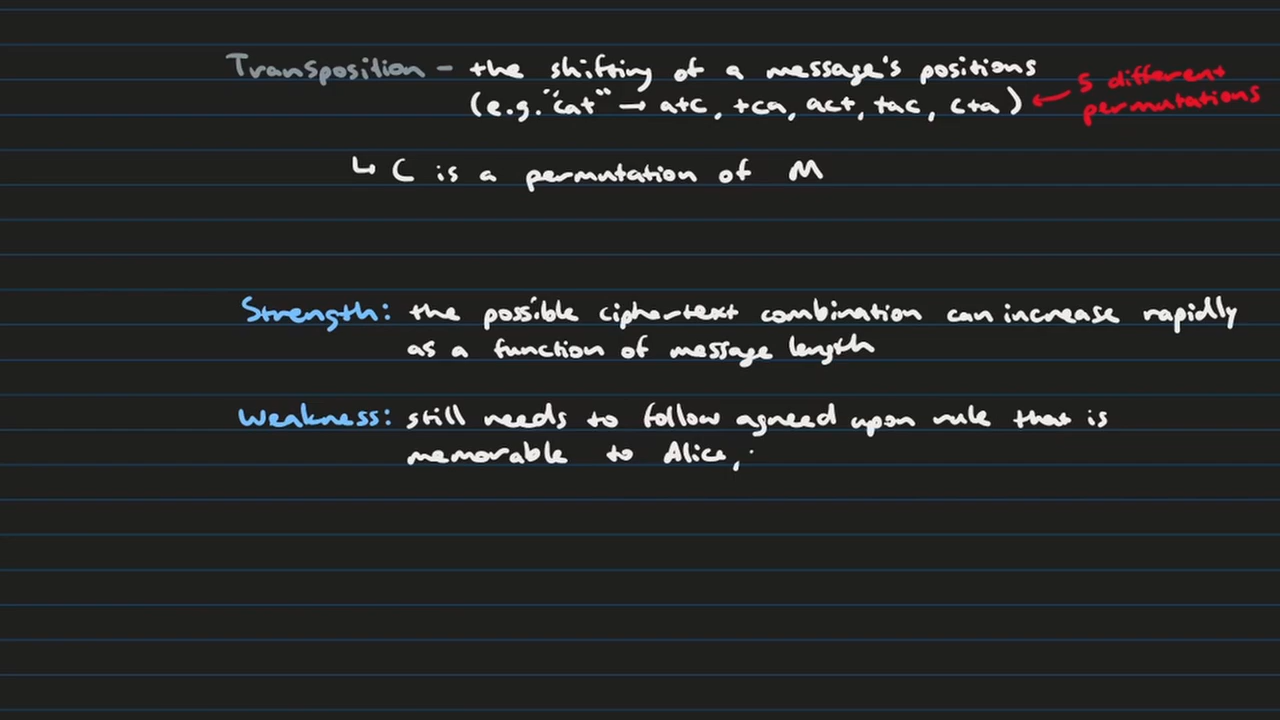 Transposition - the shifting of a message's positions
(e.g. "cat" → atc, tca, act, tac, cta) ← 5 different permutations
↳ C is a permutation of M
Strength: the possible ciphertext combination can increase rapidly
as a function of message length
Weakness: still needs to follow agreed upon rule that is
memorable to Alice,